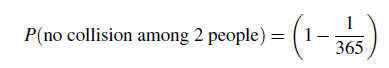 P(no collision among 2 people) = (1 − 1/365)